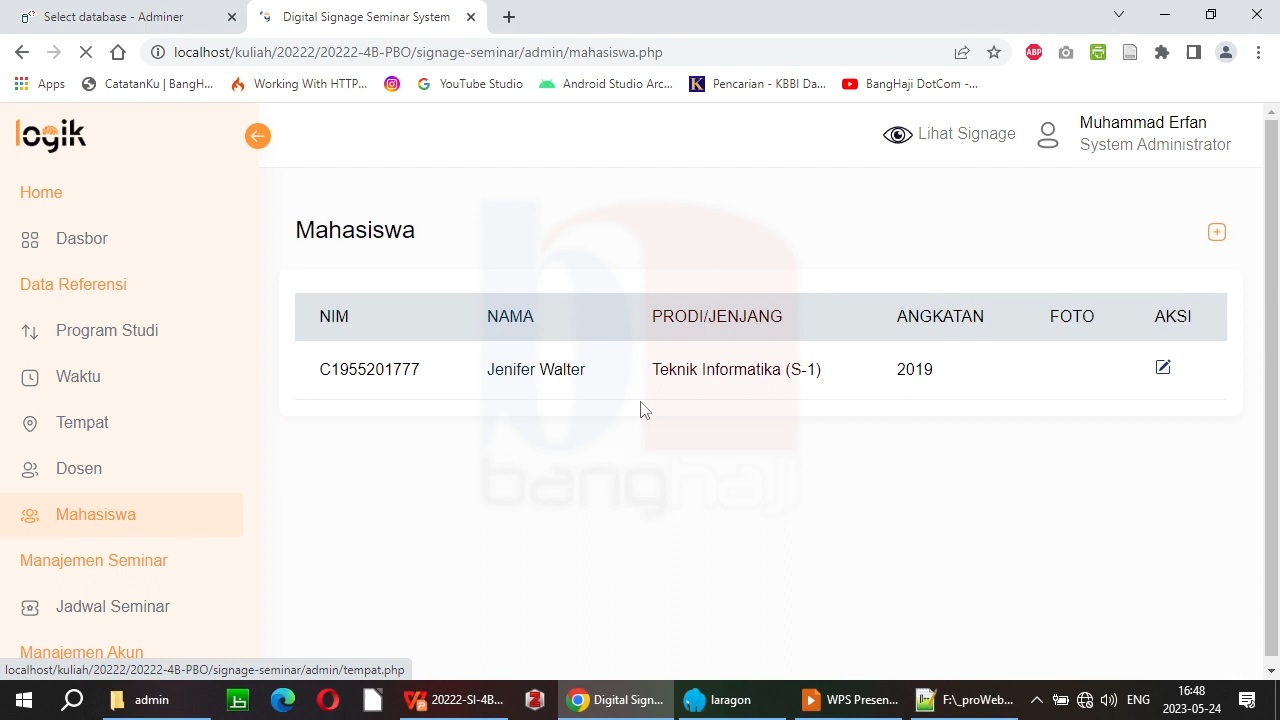 Select database - Adminer
Digital Signage Seminar System
localhost/kuliah/20222/20222-4B-PBO/signage-seminar/admin/mahasiswa.php
ABP
Apps
CatatanKu | BangH...
Working With HTTP...
YouTube Studio
Android Studio Arc...
K
Pencarian - KBBI Da...
BangHaji DotCom -...
logik
Lihat Signage
Muhammad Erfan
System Administrator
Home
Dasbor
Data Referensi
Program Studi
Waktu
Tempat
Dosen
Mahasiswa
Manajemen Seminar
Jadwal Seminar
Manajemen Akun
Mahasiswa
NIM NAMA PRODI/JENJANG ANGKATAN FOTO AKSI
C1955201777 Jenifer Walter Teknik Informatika (S-1) 2019
banghaji
localhost/kuliah/20222/20222-4B-PBO/signage-seminar/admin/tempat.php
admin
20222-SI-4B...
Digital Sign...
laragon
WPS Presen...
F:\_proWeb...
ENG
16:48
2023-05-24